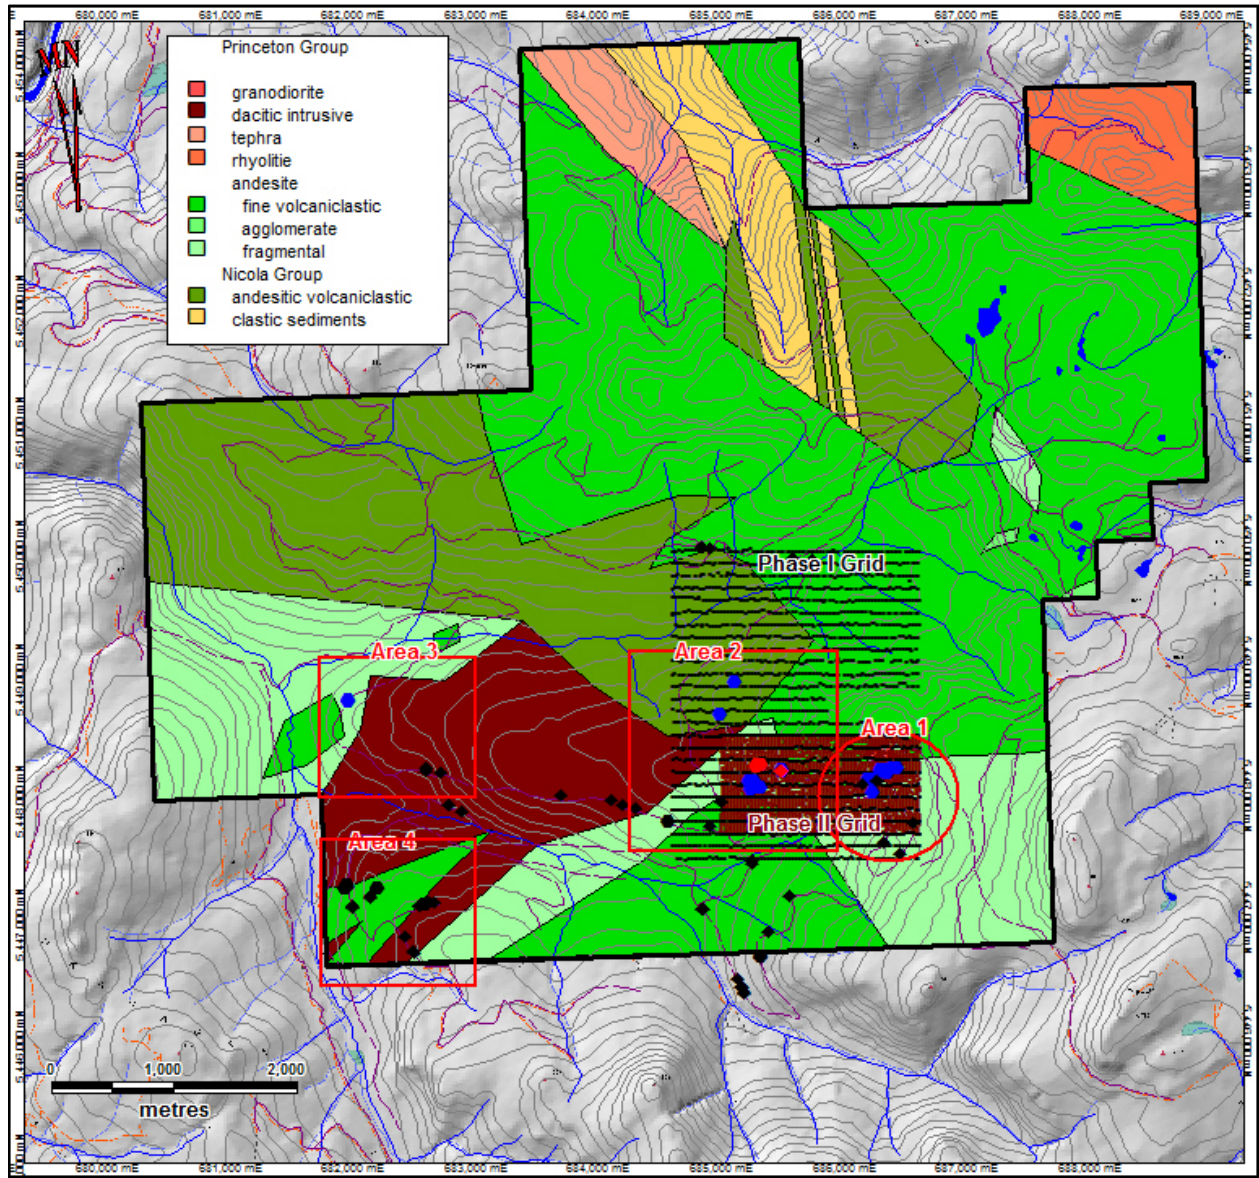 680,000 mE 681,000 mE 682,000 mE 683,000 mE 684,000 mE 685,000 mE 686,000 mE 687,000 mE 688,000 mE 689,000 mE
Princeton Group
granodiorite
dacitic intrusive
tephra
rhyolitie
andesite
fine volcaniclastic
agglomerate
fragmental
Nicola Group
andesitic volcaniclastic
clastic sediments
N
Phase I Grid
Area 3
Area 2
Area 1
Phase II Grid
Area 4
0 1,000 2,000
metres
680,000 mE 681,000 mE 682,000 mE 683,000 mE 684,000 mE 685,000 mE 686,000 mE 687,000 mE 688,000 mE